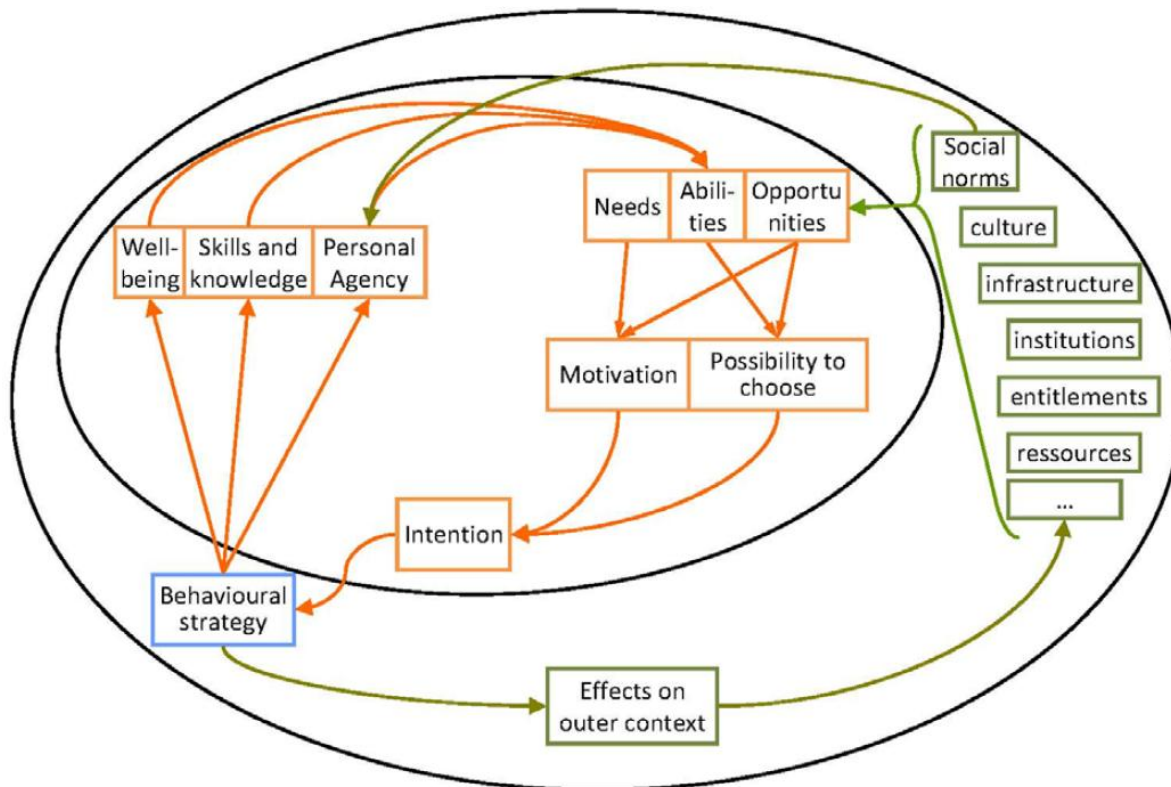 Social
norms
Needs
Abili-
ties
Opportu
nities
culture
Well-
being
Skills and
knowledge
Personal
Agency
infrastructure
institutions
Motivation
Possibility to
choose
entitlements
ressources
...
Intention
Behavioural
strategy
Effects on
outer context